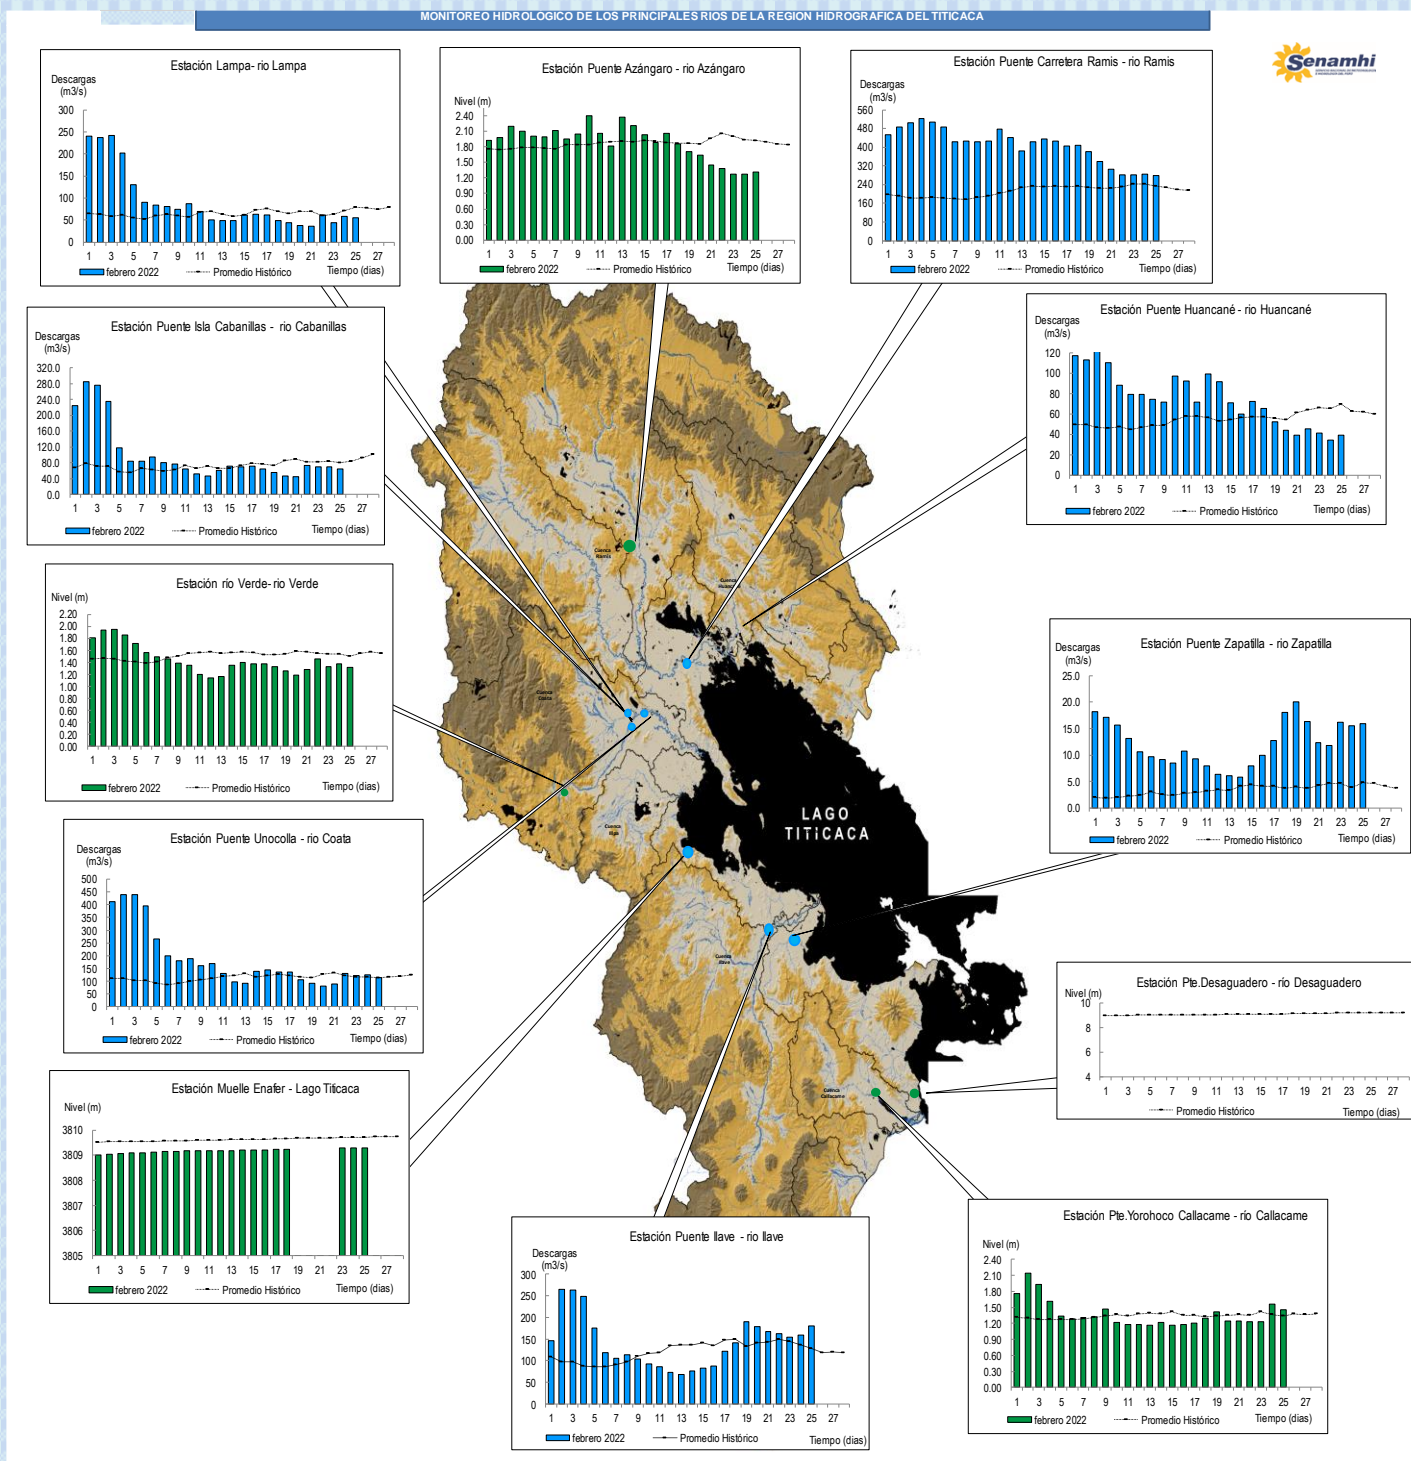 MONITOREO HIDROLOGICO DE LOS PRINCIPALES RIOS DE LA REGION HIDROGRAFICA DEL TITICACA
Senamhi
Estación Lampa- rio Lampa
Descargas
(m3/s)
300
250
200
150
100
50
0
1 3 5 7 9 11 13 15 17 19 21 23 25 27
febrero 2022 Promedio Histórico Tiempo (dias)
Estación Puente Azángaro - rio Azángaro
Nivel (m)
2.40
2.10
1.80
1.50
1.20
0.90
0.60
0.30
0.00
1 3 5 7 9 11 13 15 17 19 21 23 25 27
febrero 2022 Promedio Histórico Tiempo (dias)
Estación Puente Carretera Ramis - rio Ramis
Descargas
(m3/s)
560
480
400
320
240
160
80
0
1 3 5 7 9 11 13 15 17 19 21 23 25 27
febrero 2022 Promedio Histórico Tiempo (dias)
Estación Puente Isla Cabanillas - rio Cabanillas
Descargas
(m3/s)
320.0
280.0
240.0
200.0
160.0
120.0
80.0
40.0
0.0
1 3 5 7 9 11 13 15 17 19 21 23 25 27
febrero 2022 Promedio Histórico Tiempo (dias)
Estación Puente Huancané - rio Huancané
Descargas
(m3/s)
120
100
80
60
40
20
0
1 3 5 7 9 11 13 15 17 19 21 23 25 27
febrero 2022 Promedio Histórico Tiempo (dias)
Estación río Verde- rio Verde
Nivel (m)
2.20
2.00
1.80
1.60
1.40
1.20
1.00
0.80
0.60
0.40
0.20
0.00
1 3 5 7 9 11 13 15 17 19 21 23 25 27
febrero 2022 Promedio Histórico Tiempo (dias)
Estación Puente Zapatilla - rio Zapatilla
Descargas
(m3/s)
25.0
20.0
15.0
10.0
5.0
0.0
1 3 5 7 9 11 13 15 17 19 21 23 25 27
febrero 2022 Promedio Histórico Tiempo (dias)
Estación Puente Unocolla - rio Coata
Descargas
(m3/s)
500
450
400
350
300
250
200
150
100
50
0
1 3 5 7 9 11 13 15 17 19 21 23 25 27
febrero 2022 Promedio Histórico Tiempo (dias)
Estación Pte.Desaguadero - río Desaguadero
Nivel (m)
10
8
6
4
1 3 5 7 9 11 13 15 17 19 21 23 25 27
Promedio Histórico Tiempo (dias)
Estación Muelle Enafer - Lago Titicaca
Nivel (m)
3810
3809
3808
3807
3806
3805
1 3 5 7 9 11 13 15 17 19 21 23 25 27
febrero 2022 Promedio Histórico Tiempo (dias)
Estación Puente Ilave - rio Ilave
Descargas
(m3/s)
300
250
200
150
100
50
0
1 3 5 7 9 11 13 15 17 19 21 23 25 27
febrero 2022 Promedio Histórico Tiempo (dias)
Estación Pte.Yorohoco Callacame - río Callacame
Nivel (m)
2.40
2.10
1.80
1.50
1.20
0.90
0.60
0.30
0.00
1 3 5 7 9 11 13 15 17 19 21 23 25 27
febrero 2022 Promedio Histórico Tiempo (dias)
Cuenca
Ramis
Cuenca
Cuenca
Coata
LAGO
TITiCACA
Cuenca
Cuenca
Ilave
Cuenca
Callacame